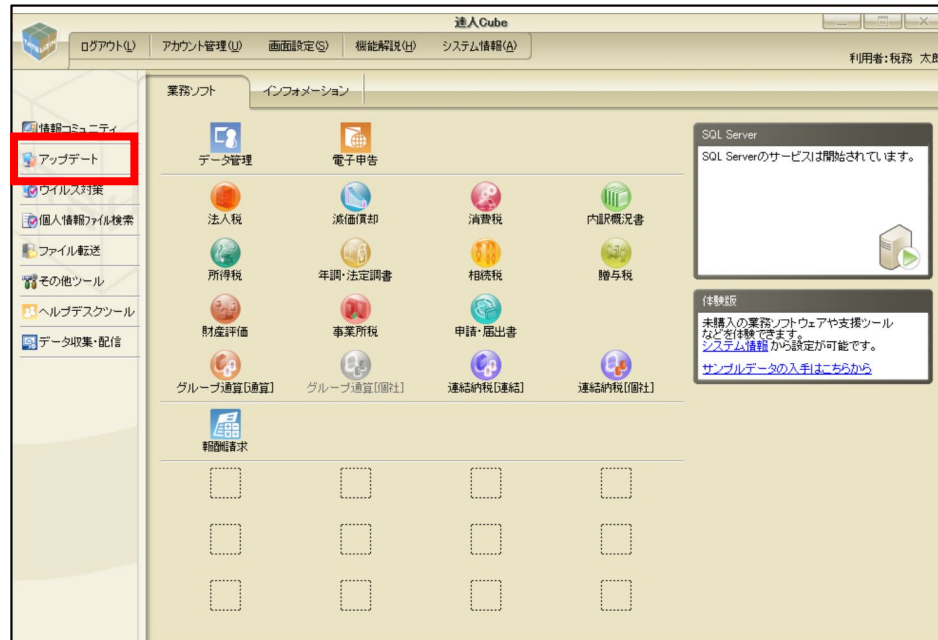 達人Cube
ログアウト(L) アカウント管理(U) 画面設定(S) 機能解説(H) システム情報(A)
利用者:税務 太郎
業務ソフト インフォメーション
情報コミュニティ
アップデート
ウイルス対策
個人情報ファイル検索
ファイル転送
その他ツール
ヘルプデスクツール
データ収集・配信
データ管理 電子申告
法人税 減価償却 消費税 内訳概況書
所得税 年調・法定調書 相続税 贈与税
財産評価 事業所税 申請・届出書
グループ通算[通算] グループ通算[個社] 連結納税[連結] 連結納税[個社]
報酬請求
SQL Server
SQL Serverのサービスは開始されています。
体験版
未購入の業務ソフトウェアや支援ツール
などを体験できます。
システム情報 から設定が可能です。
サンプルデータの入手はこちらから